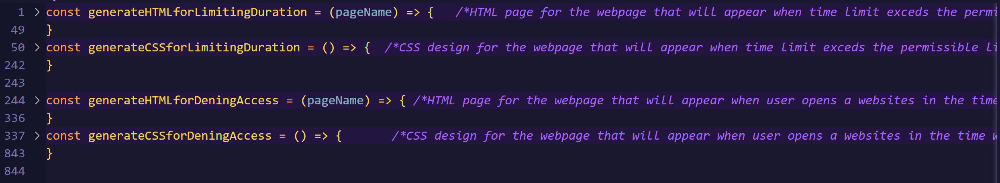 1 > const generateHTMLforLimitingDuration = (pageName) => { /*HTML page for the webpage that will appear when time limit exceds the permi
49 }
50 > const generateCSSforLimitingDuration = () => { /*CSS design for the webpage that will appear when time limit exceds the permissible li
242 }
243
244 > const generateHTMLforDeningAccess = (pageName) => { /*HTML page for the webpage that will appear when user opens a websites in the time
336 }
337 > const generateCSSforDeningAccess = () => { /*CSS design for the webpage that will appear when user opens a websites in the time w
843 }
844